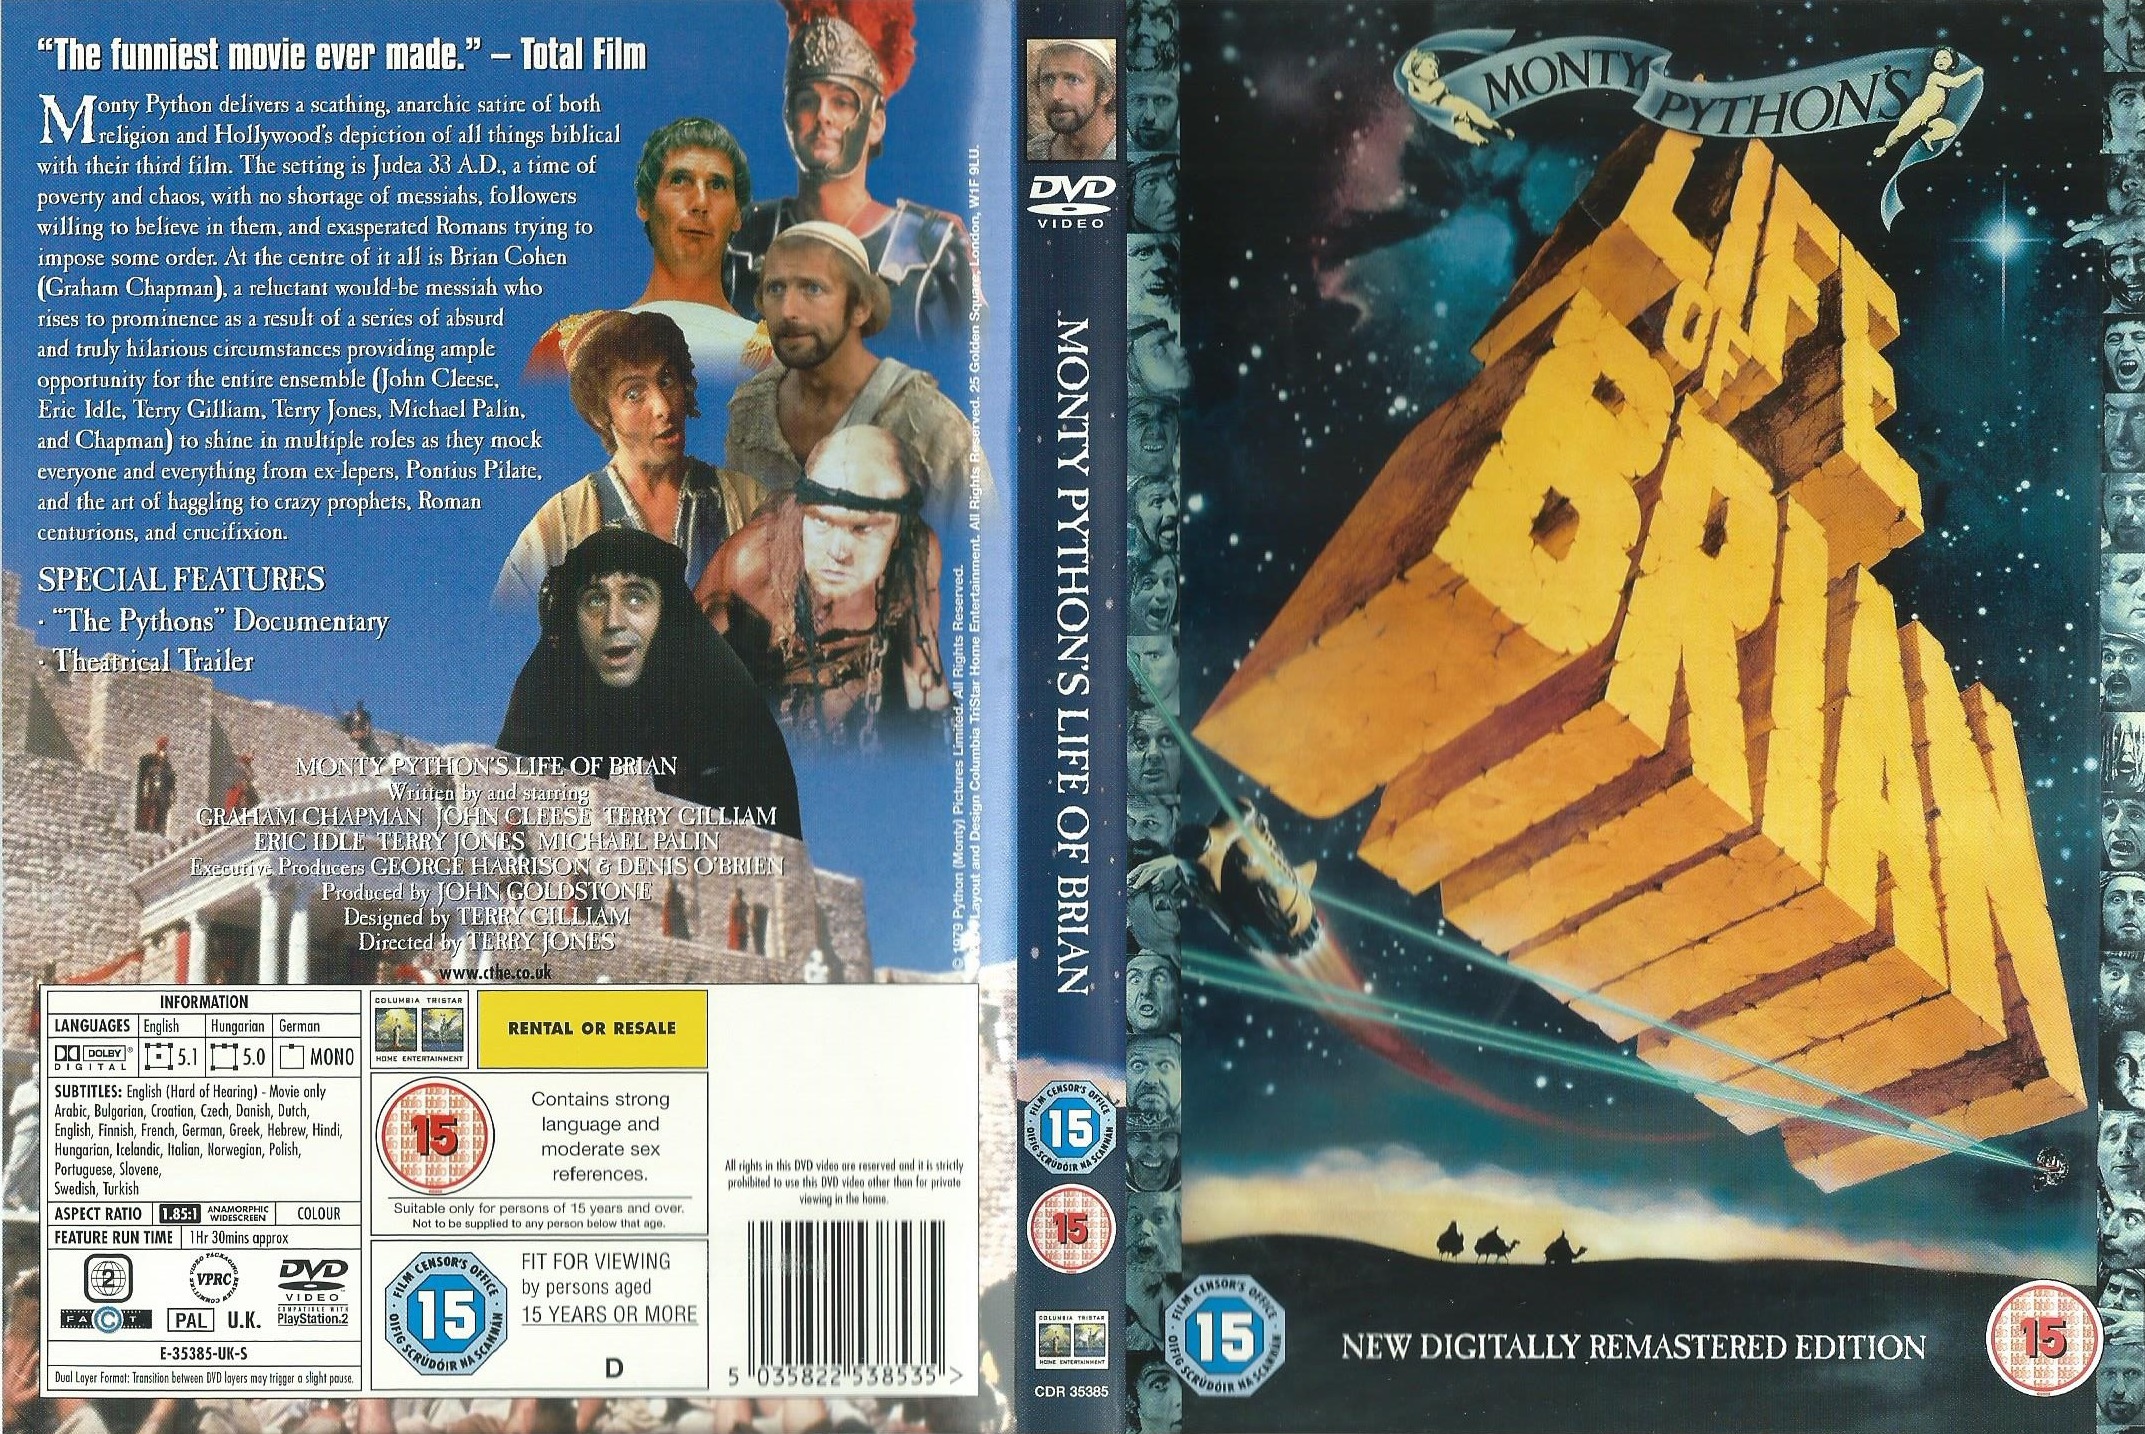 “The funniest movie ever made.” – Total Film
Monty Python delivers a scathing, anarchic satire of both
religion and Hollywood's depiction of all things biblical
with their third film. The setting is Judea 33 A.D., a time of
poverty and chaos, with no shortage of messiahs, followers
willing to believe in them, and exasperated Romans trying to
impose some order. At the centre of it all is Brian Cohen
(Graham Chapman), a reluctant would-be messiah who
rises to prominence as a result of a series of absurd
and truly hilarious circumstances providing ample
opportunity for the entire ensemble (John Cleese,
Eric Idle, Terry Gilliam, Terry Jones, Michael Palin,
and Chapman) to shine in multiple roles as they mock
everyone and everything from ex-lepers, Pontius Pilate,
and the art of haggling to crazy prophets, Roman
centurions, and crucifixion.
SPECIAL FEATURES
· “The Pythons” Documentary
· Theatrical Trailer
MONTY PYTHON'S LIFE OF BRIAN
Written by and starring
GRAHAM CHAPMAN JOHN CLEESE TERRY GILLIAM
ERIC IDLE TERRY JONES MICHAEL PALIN
Executive Producers GEORGE HARRISON & DENIS O'BRIEN
Produced by JOHN GOLDSTONE
Designed by TERRY GILLIAM
Directed by TERRY JONES
www.cthe.co.uk
© 1979 Python (Monty) Pictures Limited. All Rights Reserved.
Layout and Design Columbia TriStar Home Entertainment. All Rights Reserved. 25 Golden Square, London, W1F 9LU.
INFORMATION
LANGUAGES English Hungarian German
DOLBY DIGITAL 5.1 5.0 MONO
SUBTITLES: English (Hard of Hearing) - Movie only
Arabic, Bulgarian, Croatian, Czech, Danish, Dutch,
English, Finnish, French, German, Greek, Hebrew, Hindi,
Hungarian, Icelandic, Italian, Norwegian, Polish,
Portuguese, Slovene,
Swedish, Turkish
ASPECT RATIO 1.85:1 ANAMORPHIC WIDESCREEN COLOUR
FEATURE RUN TIME 1Hr 30mins approx
2
VIDEO PACKAGING REVIEW COMMITTEE
VPRC
DVD
VIDEO
COMPATIBLE WITH
PlayStation.2
FACT
PAL U.K.
E-35385-UK-S
Dual Layer Format: Transition between DVD layers may trigger a slight pause.
COLUMBIA TRISTAR
HOME ENTERTAINMENT
RENTAL OR RESALE
15
Contains strong
language and
moderate sex
references.
Suitable only for persons of 15 years and over.
Not to be supplied to any person below that age.
FILM CENSOR'S OFFICE
15
OIFIG SCRÚDÓIR NA SCANNÁN
FIT FOR VIEWING
by persons aged
15 YEARS OR MORE
D
All rights in this DVD video are reserved and it is strictly
prohibited to use this DVD video other than for private
viewing in the home.
5 035822 538535 >
DVD
VIDEO
MONTY PYTHON'S LIFE OF BRIAN
FILM CENSOR'S OFFICE
15
OIFIG SCRÚDÓIR NA SCANNÁN
15
COLUMBIA TRISTAR
HOME ENTERTAINMENT
CDR 35385
MONTY PYTHON'S
LIFE
OF
BRIAN
FILM CENSOR'S OFFICE
15
OIFIG SCRÚDÓIR NA SCANNÁN
NEW DIGITALLY REMASTERED EDITION
15